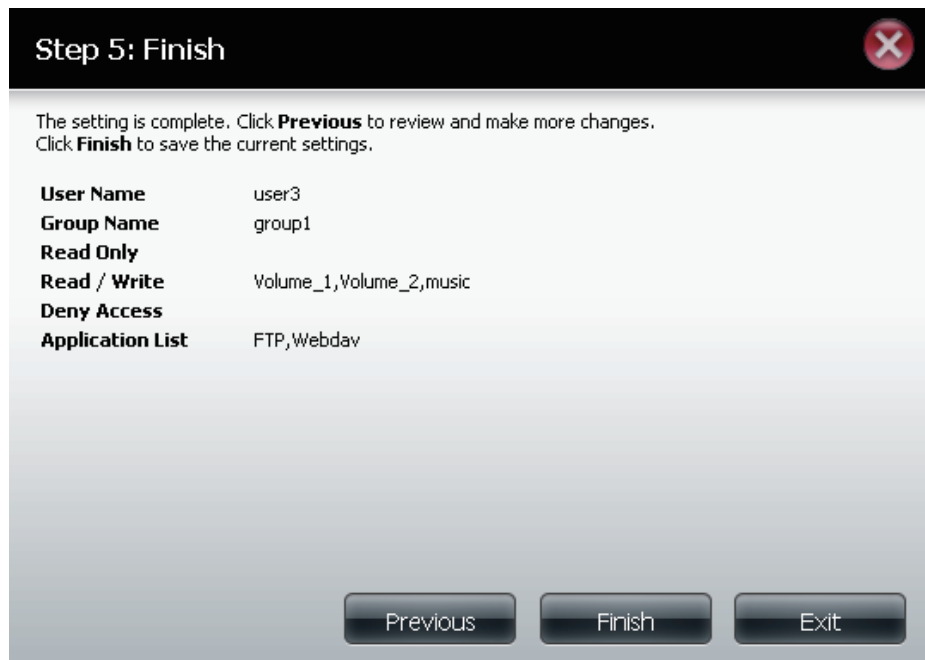 Step 5: Finish
The setting is complete. Click Previous to review and make more changes.
Click Finish to save the current settings.
User Name user3
Group Name group1
Read Only
Read / Write Volume_1,Volume_2,music
Deny Access
Application List FTP,Webdav
Previous Finish Exit